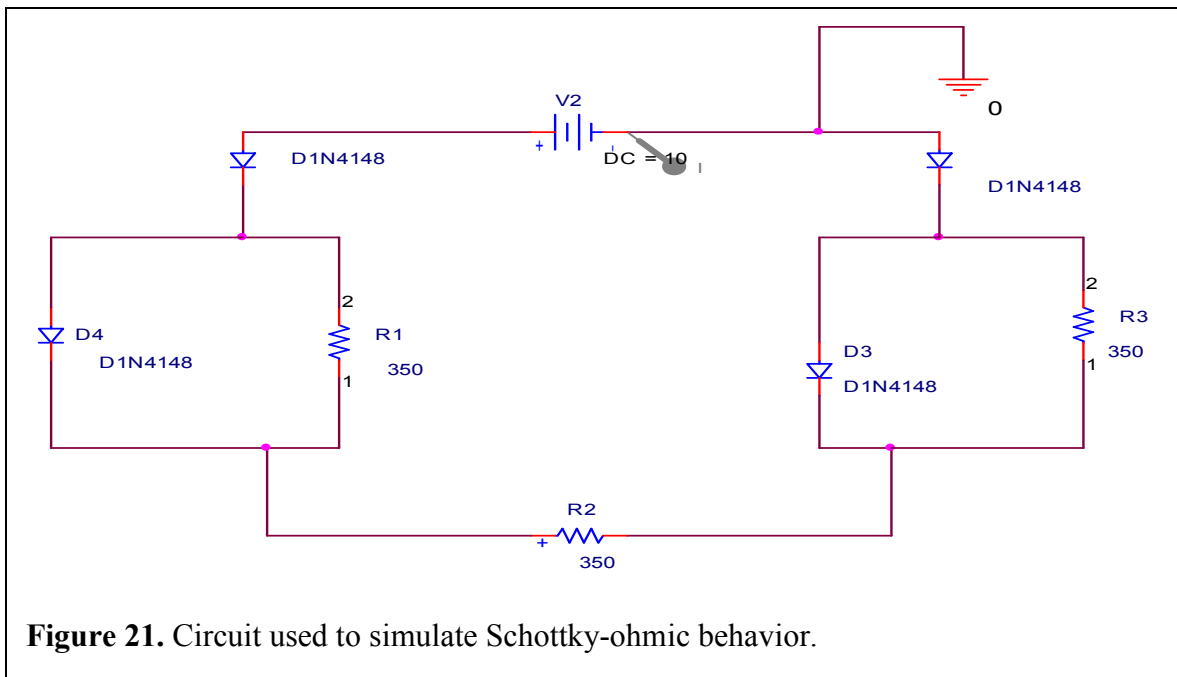 V2
0
+
-
DC = 10
I
D1N4148
D1N4148
2
2
D4
R1
D1N4148
350
1
R3
350
D3
D1N4148
1
R2
+
350
Figure 21. Circuit used to simulate Schottky-ohmic behavior.